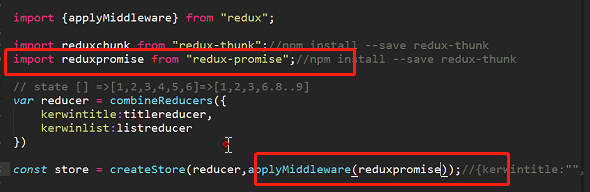 import {applyMiddleware} from "redux";
import reduxchunk from "redux-thunk";//npm install --save redux-thunk
import reduxpromise from "redux-promise";//npm install --save redux-thunk
// state [] =>[1,2,3,4,5,6]=>[1,2,3,6.8..9]
var reducer = combineReducers({
kerwintitle:titlereducer,
kerwinlist:listreducer
})
const store = createStore(reducer,applyMiddleware(reduxpromise));//{kerwintitle:"",